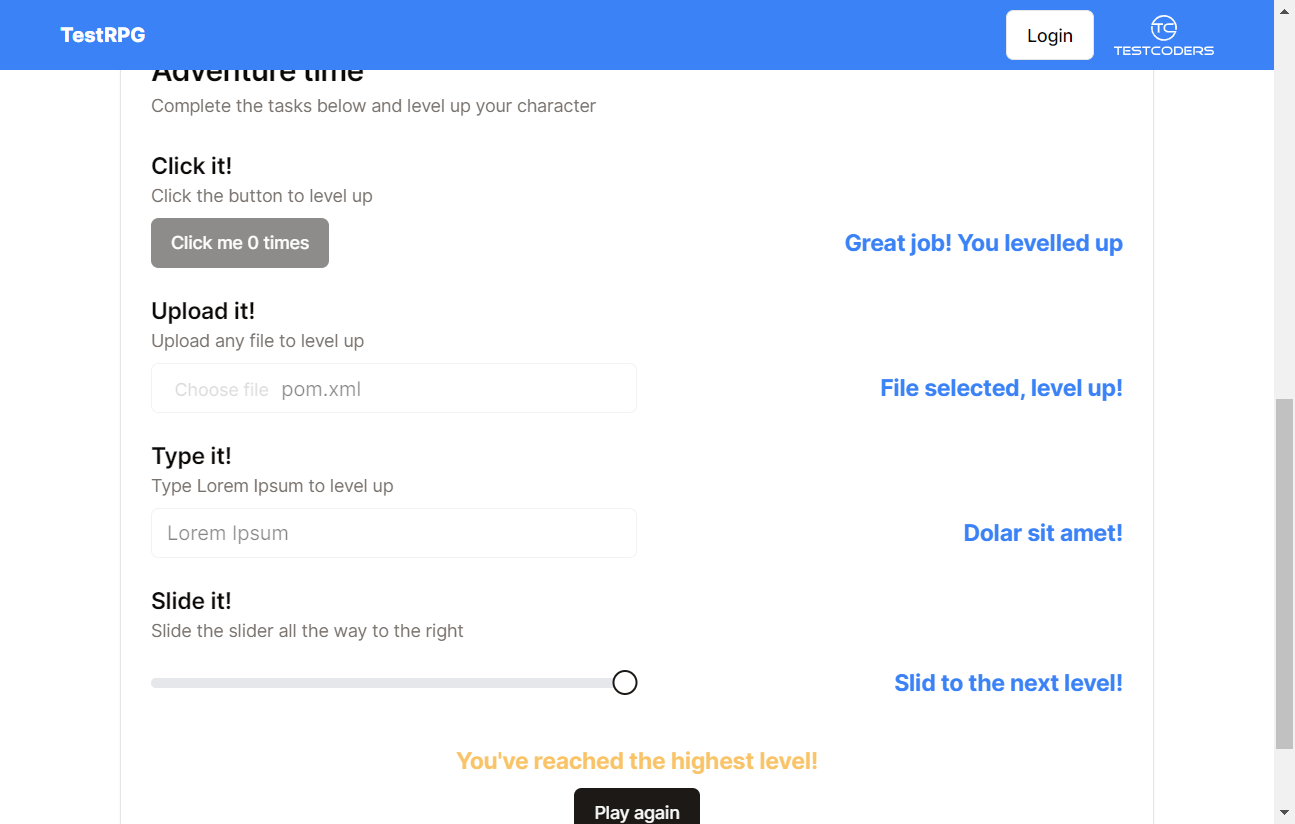 TestRPG
Login
TC
TESTCODERS
Adventure time
Complete the tasks below and level up your character
Click it!
Click the button to level up
Click me 0 times
Great job! You levelled up
Upload it!
Upload any file to level up
Choose file pom.xml
File selected, level up!
Type it!
Type Lorem Ipsum to level up
Lorem Ipsum
Dolar sit amet!
Slide it!
Slide the slider all the way to the right
Slid to the next level!
You've reached the highest level!
Play again